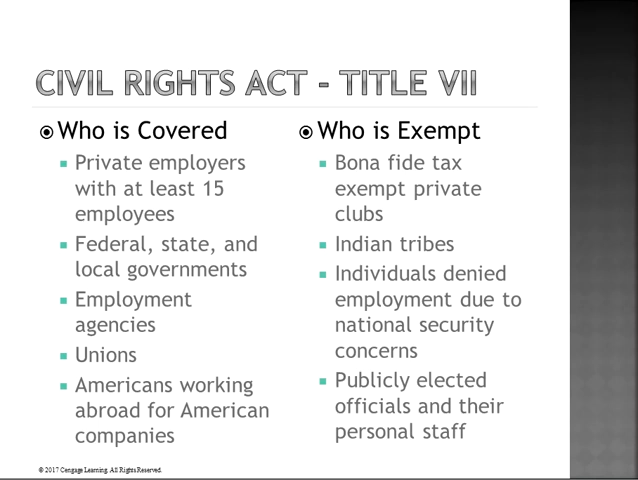 CIVIL RIGHTS ACT - TITLE VII
Who is Covered
Private employers
with at least 15
employees
Federal, state, and
local governments
Employment
agencies
Unions
Americans working
abroad for American
companies
Who is Exempt
Bona fide tax
exempt private
clubs
Indian tribes
Individuals denied
employment due to
national security
concerns
Publicly elected
officials and their
personal staff
© 2017 Cengage Learning. All Rights Reserved.